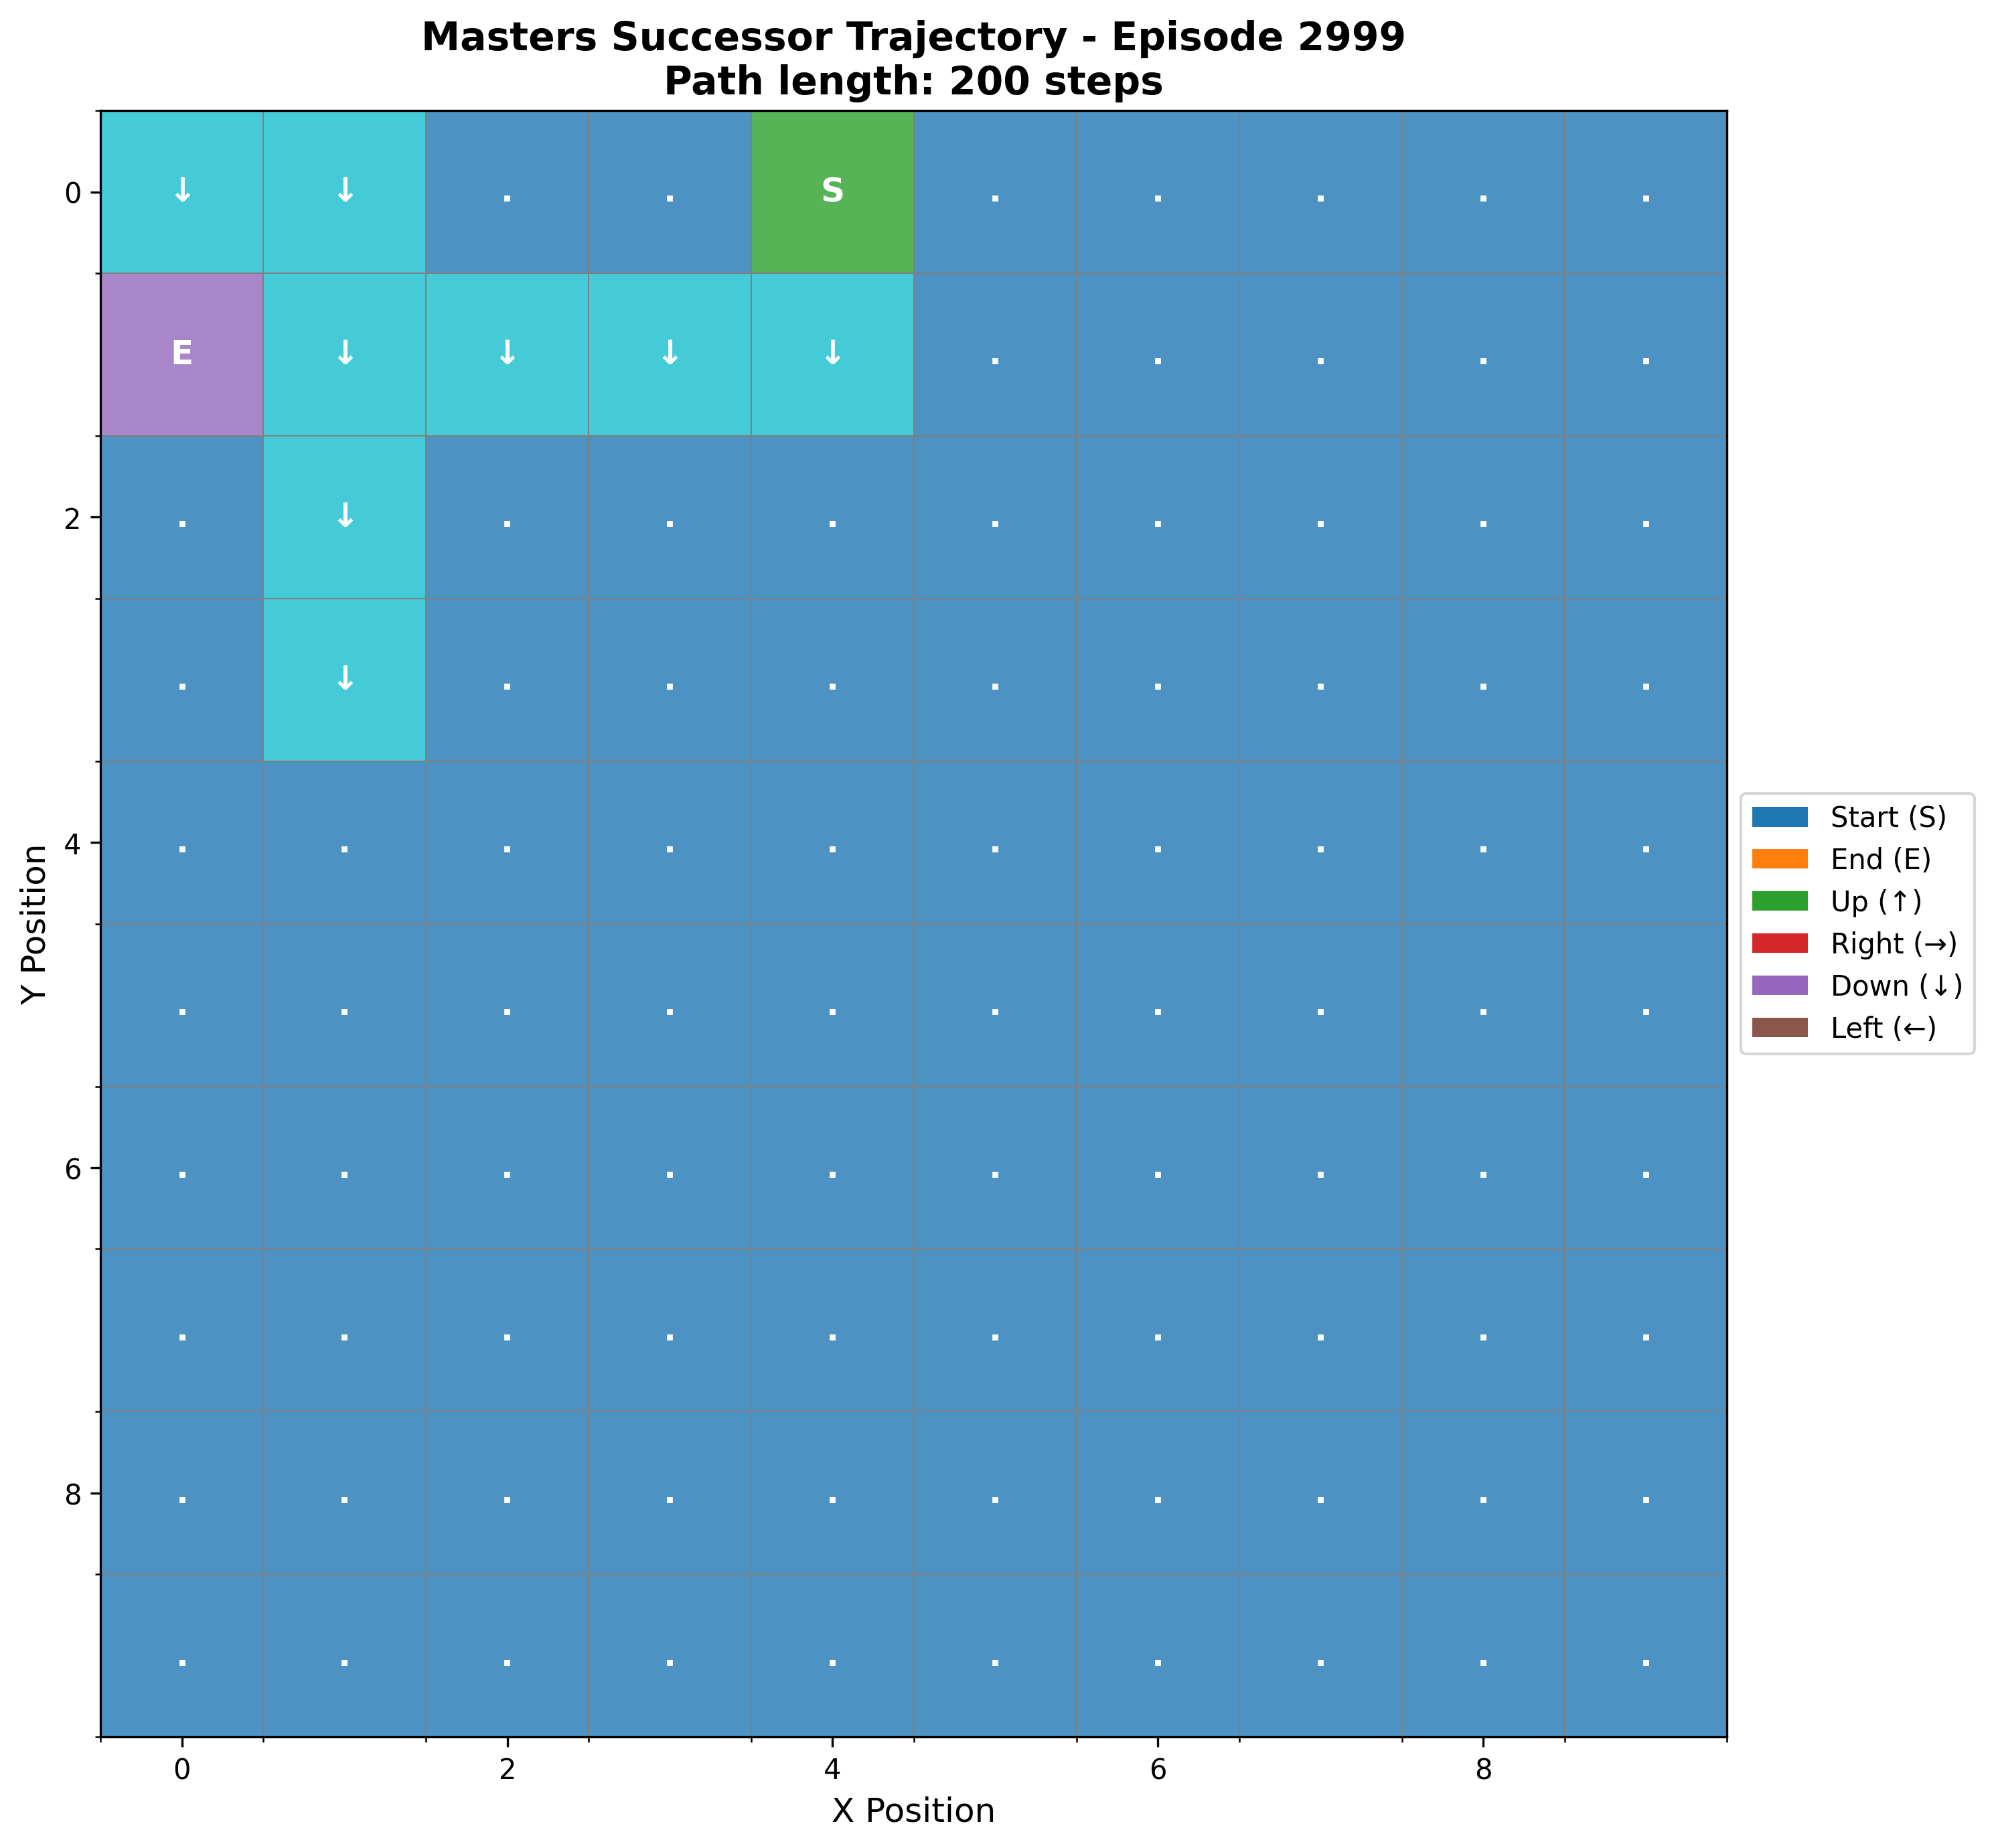 Masters Successor Trajectory - Episode 2999
Path length: 200 steps
0 ↓ ↓ . . S . . . . .
E ↓ ↓ ↓ ↓ . . . . .
2 . ↓ . . . . . . . .
. ↓ . . . . . . . .
4 . . . . . . . . . .
. . . . . . . . . .
6 . . . . . . . . . .
. . . . . . . . . .
8 . . . . . . . . . .
. . . . . . . . . .
0 2 4 6 8
X Position
Y Position
Start (S)
End (E)
Up (↑)
Right (→)
Down (↓)
Left (←)